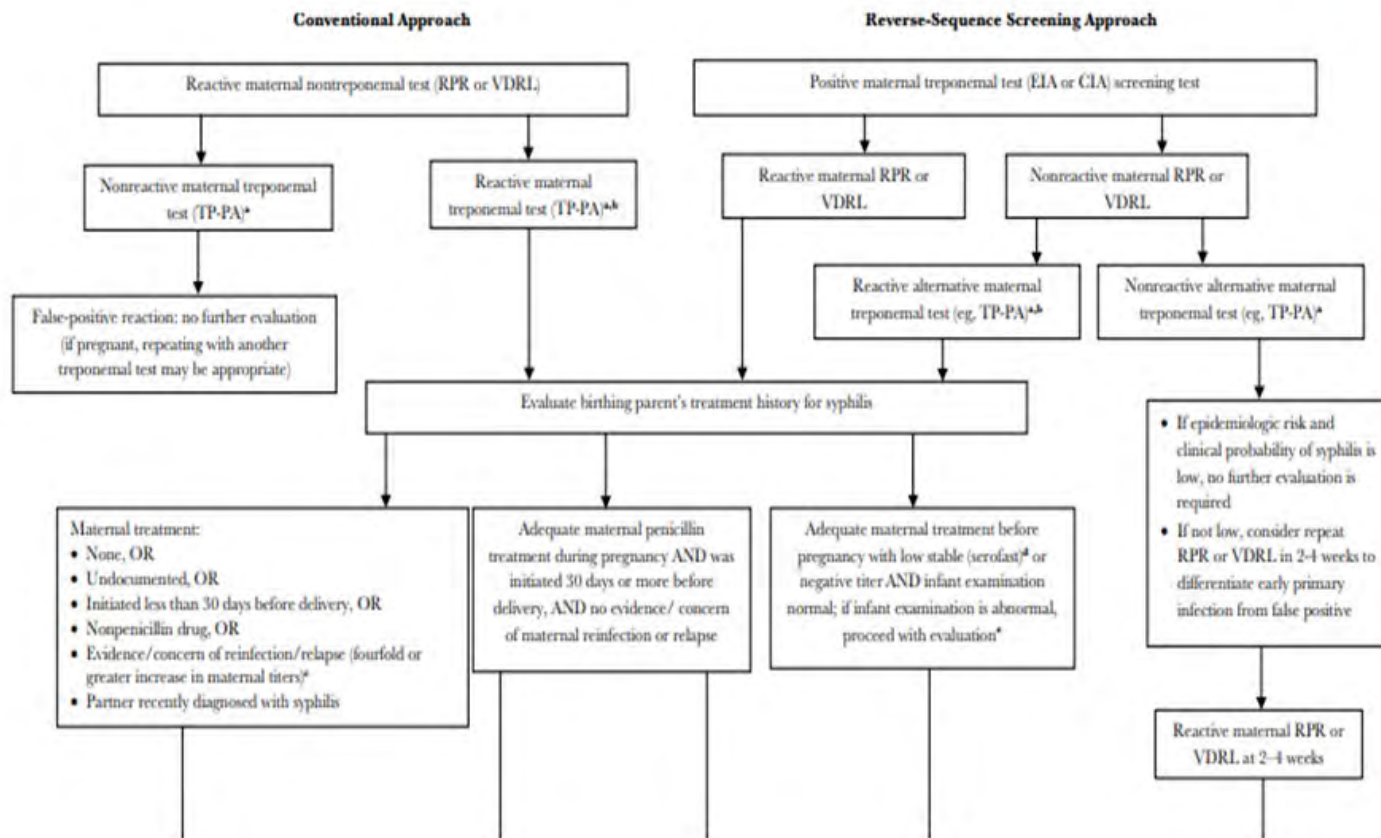 Conventional Approach
Reverse-Sequence Screening Approach
Reactive maternal nontreponemal test (RPR or VDRL)
Positive maternal treponemal test (EIA or CIA) screening test
Nonreactive maternal treponemal
test (TP-PA)ᵃ
Reactive maternal
treponemal test (TP-PA)ᵃ,ᵇ
Reactive maternal RPR or
VDRL
Nonreactive maternal RPR or
VDRL
False-positive reaction: no further evaluation
(if pregnant, repeating with another
treponemal test may be appropriate)
Reactive alternative maternal
treponemal test (eg, TP-PA)ᵃ,ᵇ
Nonreactive alternative maternal
treponemal test (eg, TP-PA)ᵃ
Evaluate birthing parent's treatment history for syphilis
• If epidemiologic risk and
clinical probability of syphilis is
low, no further evaluation is
required
• If not low, consider repeat
RPR or VDRL in 2-4 weeks to
differentiate early primary
infection from false positive
Maternal treatment:
• None, OR
• Undocumented, OR
• Initiated less than 30 days before delivery, OR
• Nonpenicillin drug, OR
• Evidence/concern of reinfection/relapse (fourfold or
greater increase in maternal titers)ᶜ
• Partner recently diagnosed with syphilis
Adequate maternal penicillin
treatment during pregnancy AND was
initiated 30 days or more before
delivery, AND no evidence/ concern
of maternal reinfection or relapse
Adequate maternal treatment before
pregnancy with low stable (serofast)ᵈ or
negative titer AND infant examination
normal; if infant examination is abnormal,
proceed with evaluationᵉ
Reactive maternal RPR or
VDRL at 2–4 weeks